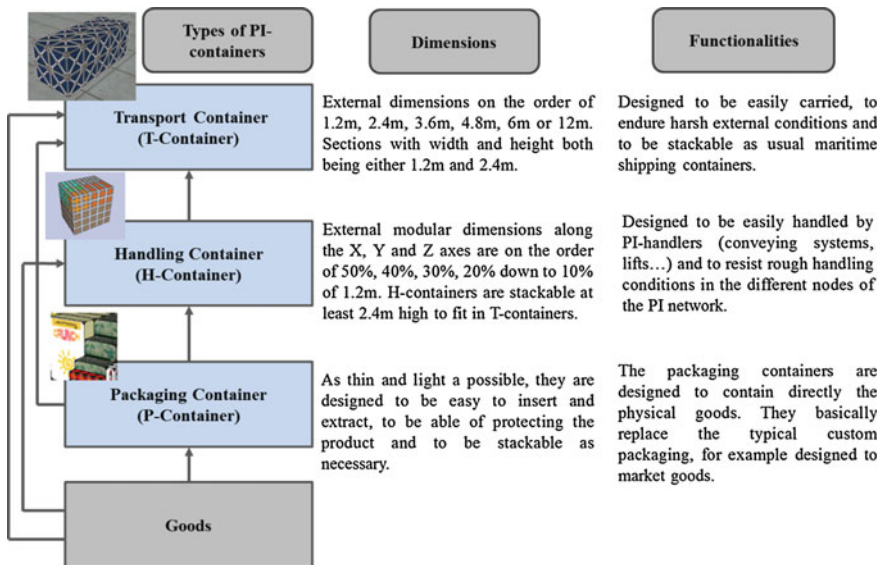 Types of PI-
containers
Dimensions
Functionalities
Transport Container
(T-Container)
External dimensions on the order of
1.2m, 2.4m, 3.6m, 4.8m, 6m or 12m.
Sections with width and height both
being either 1.2m and 2.4m.
Designed to be easily carried, to
endure harsh external conditions and
to be stackable as usual maritime
shipping containers.
Handling Container
(H-Container)
External modular dimensions along
the X, Y and Z axes are on the order
of 50%, 40%, 30%, 20% down to 10%
of 1.2m. H-containers are stackable at
least 2.4m high to fit in T-containers.
Designed to be easily handled by
PI-handlers (conveying systems,
lifts…) and to resist rough handling
conditions in the different nodes of
the PI network.
CRUNCH
Packaging Container
(P-Container)
As thin and light a possible, they are
designed to be easy to insert and
extract, to be able of protecting the
product and to be stackable as
necessary.
The packaging containers are
designed to contain directly the
physical goods. They basically
replace the typical custom
packaging, for example designed to
market goods.
Goods